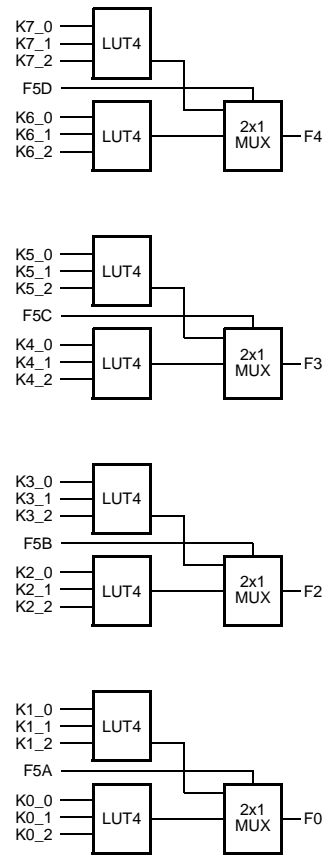 K7_0
K7_1
K7_2
LUT4
F5D
K6_0
K6_1
K6_2
LUT4
2x1
MUX
F4
K5_0
K5_1
K5_2
LUT4
F5C
K4_0
K4_1
K4_2
LUT4
2x1
MUX
F3
K3_0
K3_1
K3_2
LUT4
F5B
K2_0
K2_1
K2_2
LUT4
2x1
MUX
F2
K1_0
K1_1
K1_2
LUT4
F5A
K0_0
K0_1
K0_2
LUT4
2x1
MUX
F0